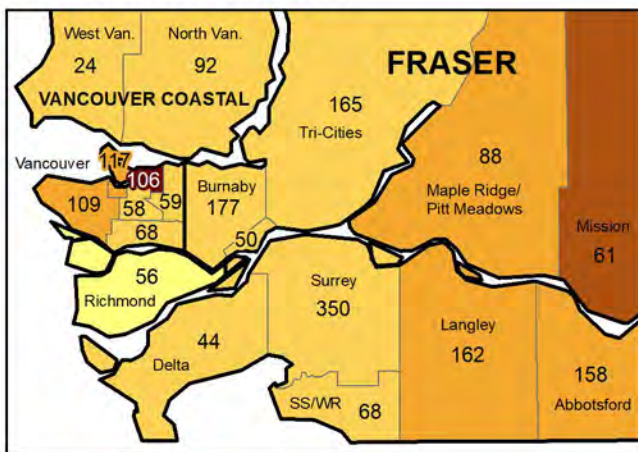 West Van.
24
North Van.
92
VANCOUVER COASTAL
FRASER
165
Tri-Cities
88
Maple Ridge/
Pitt Meadows
Mission
61
Vancouver
117
106
109
58
59
68
Burnaby
177
50
56
Richmond
Surrey
350
44
Delta
Langley
162
158
Abbotsford
SS/WR
68